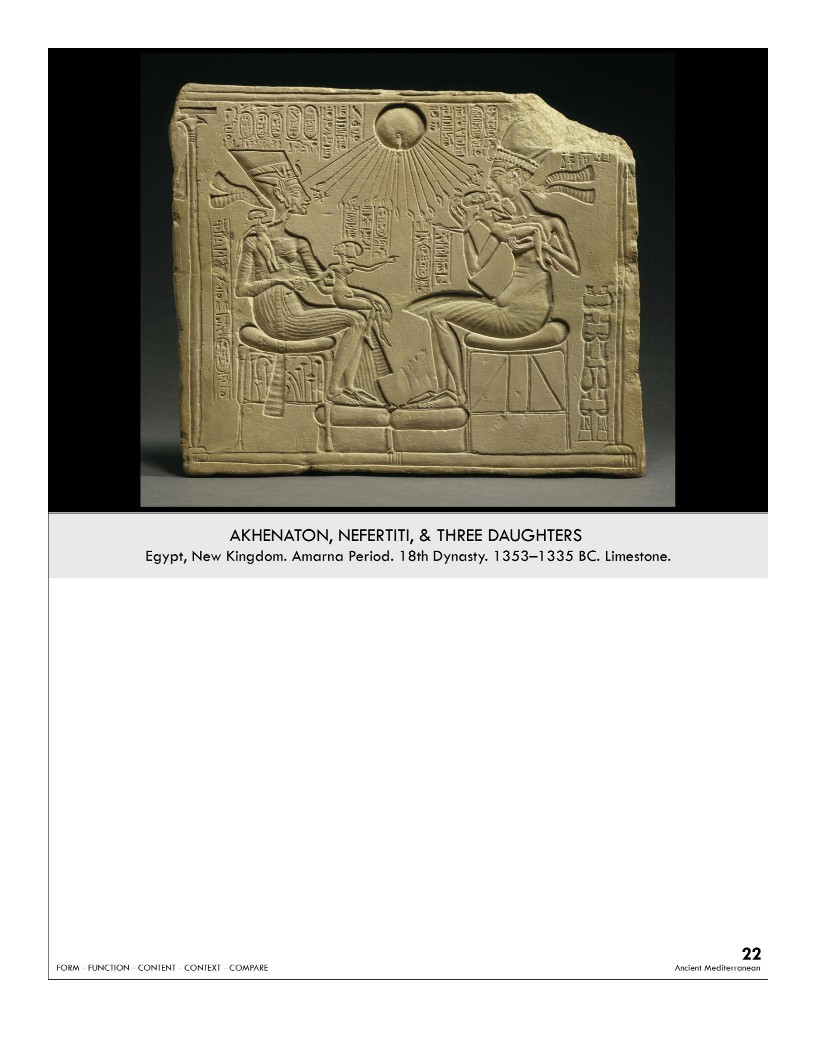 AKHENATON, NEFERTITI, & THREE DAUGHTERS
Egypt, New Kingdom. Amarna Period. 18th Dynasty. 1353–1335 BC. Limestone.
22
FORM · FUNCTION · CONTENT · CONTEXT · COMPARE
Ancient Mediterranean